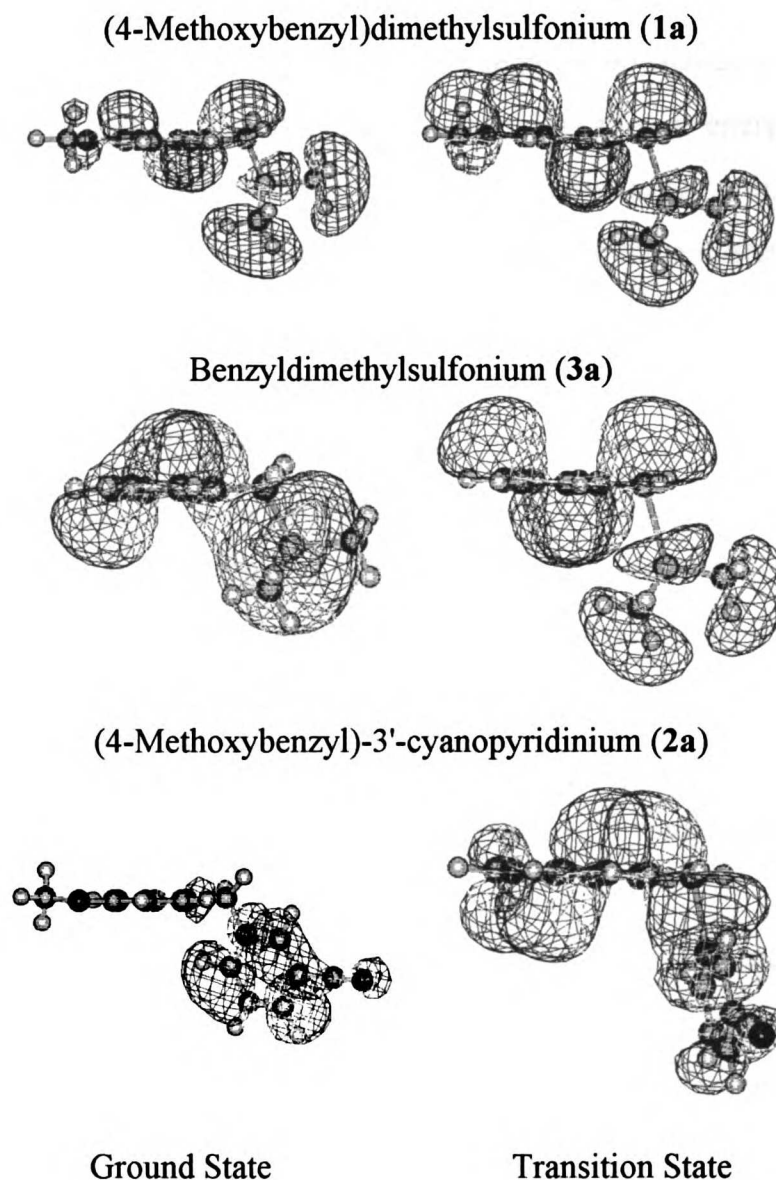 (4-Methoxybenzyl)dimethylsulfonium (1a)
Benzyldimethylsulfonium (3a)
(4-Methoxybenzyl)-3'-cyanopyridinium (2a)
Ground State
Transition State